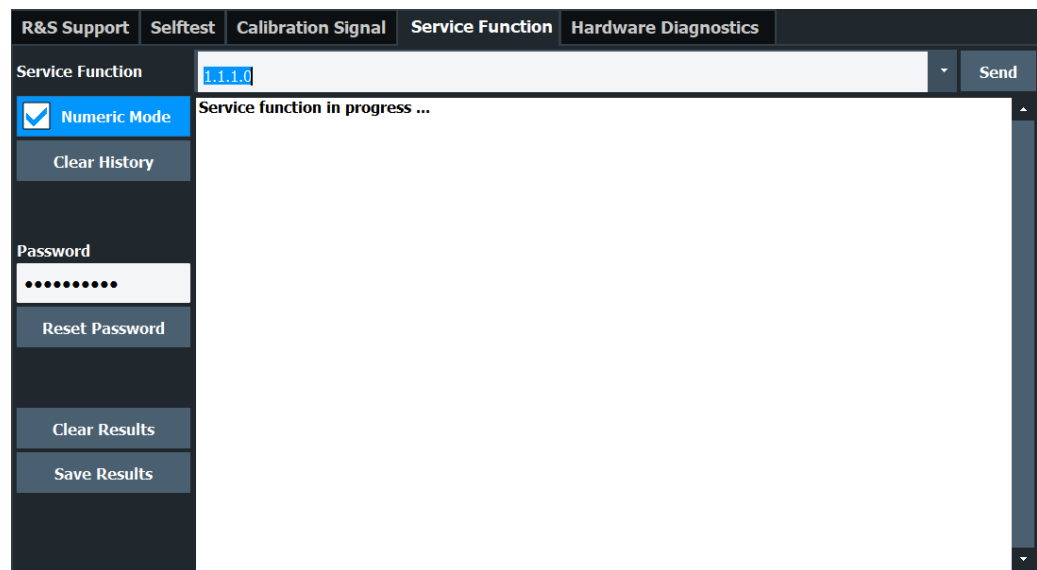 R&S Support Selftest Calibration Signal Service Function Hardware Diagnostics
Service Function 1.1.1.0 Send
Numeric Mode Service function in progress ...
Clear History
Password
••••••••••
Reset Password
Clear Results
Save Results